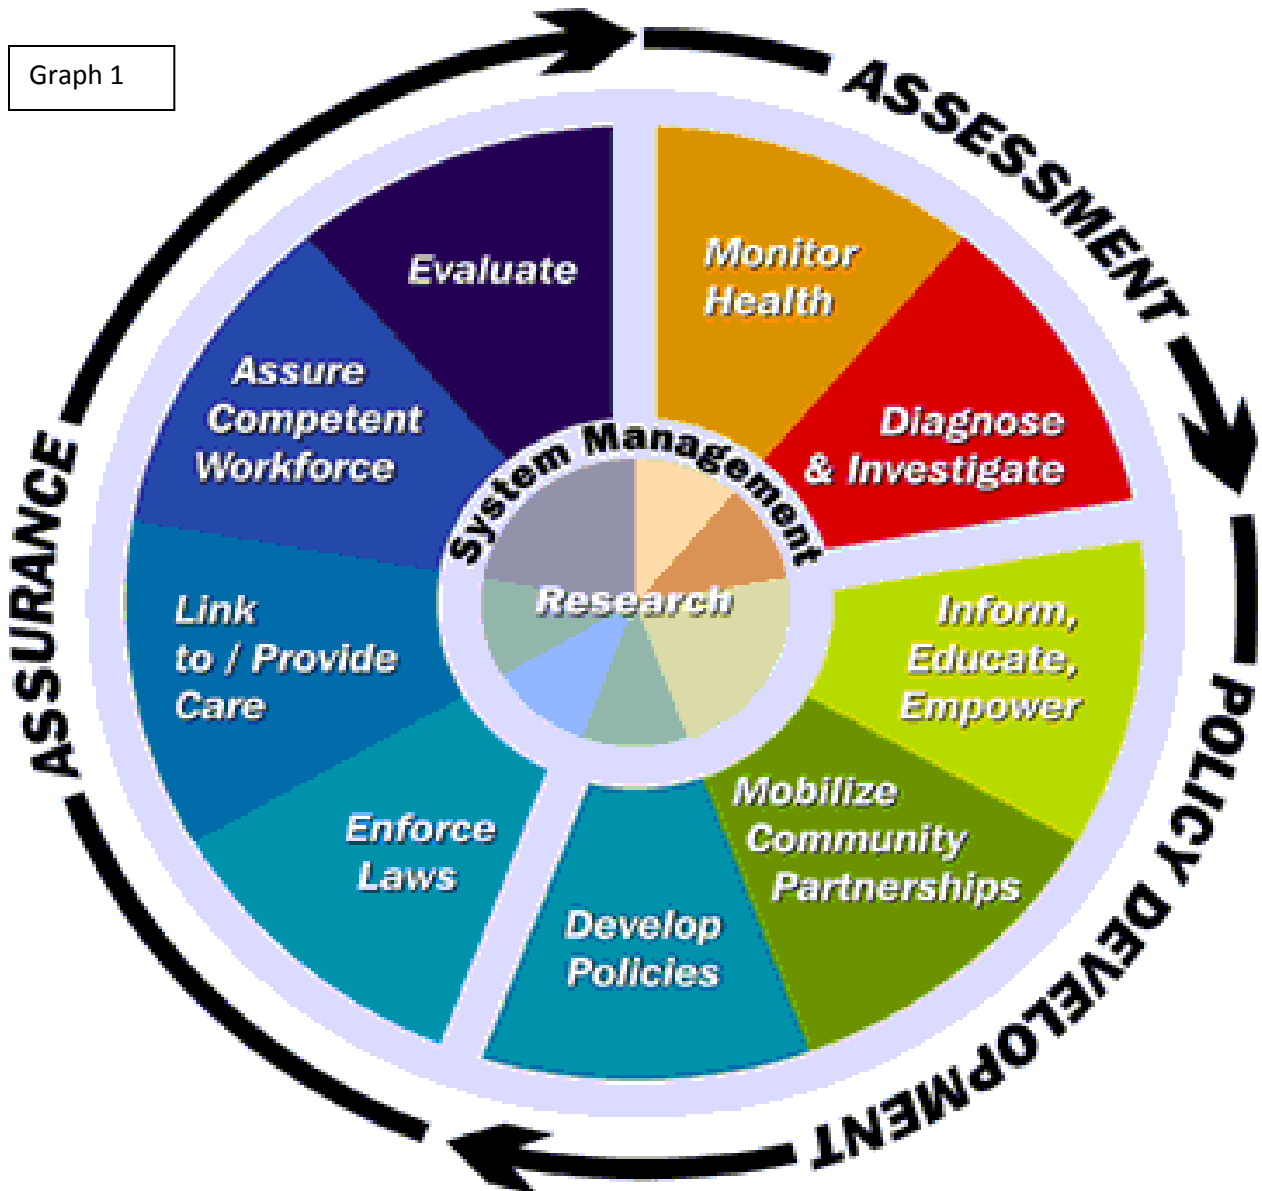 Graph 1
ASSESSMENT
POLICY DEVELOPMENT
ASSURANCE
Evaluate
Monitor
Health
Assure
Competent
Workforce
Diagnose
& Investigate
System Management
Research
Link
to / Provide
Care
Inform,
Educate,
Empower
Enforce
Laws
Mobilize
Community
Partnerships
Develop
Policies